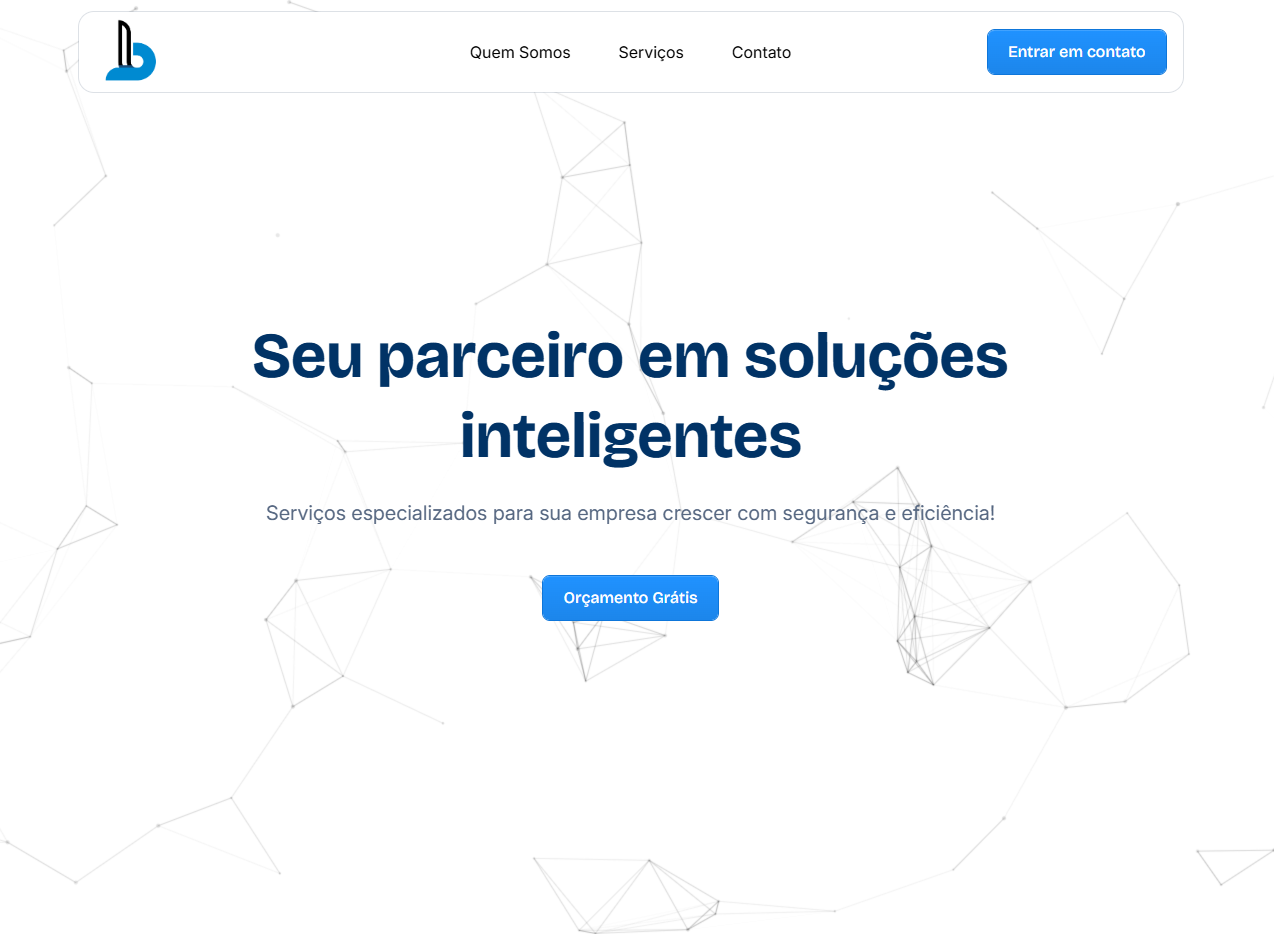 Quem Somos
Serviços
Contato
Entrar em contato
Seu parceiro em soluções
inteligentes
Serviços especializados para sua empresa crescer com segurança e eficiência!
Orçamento Grátis